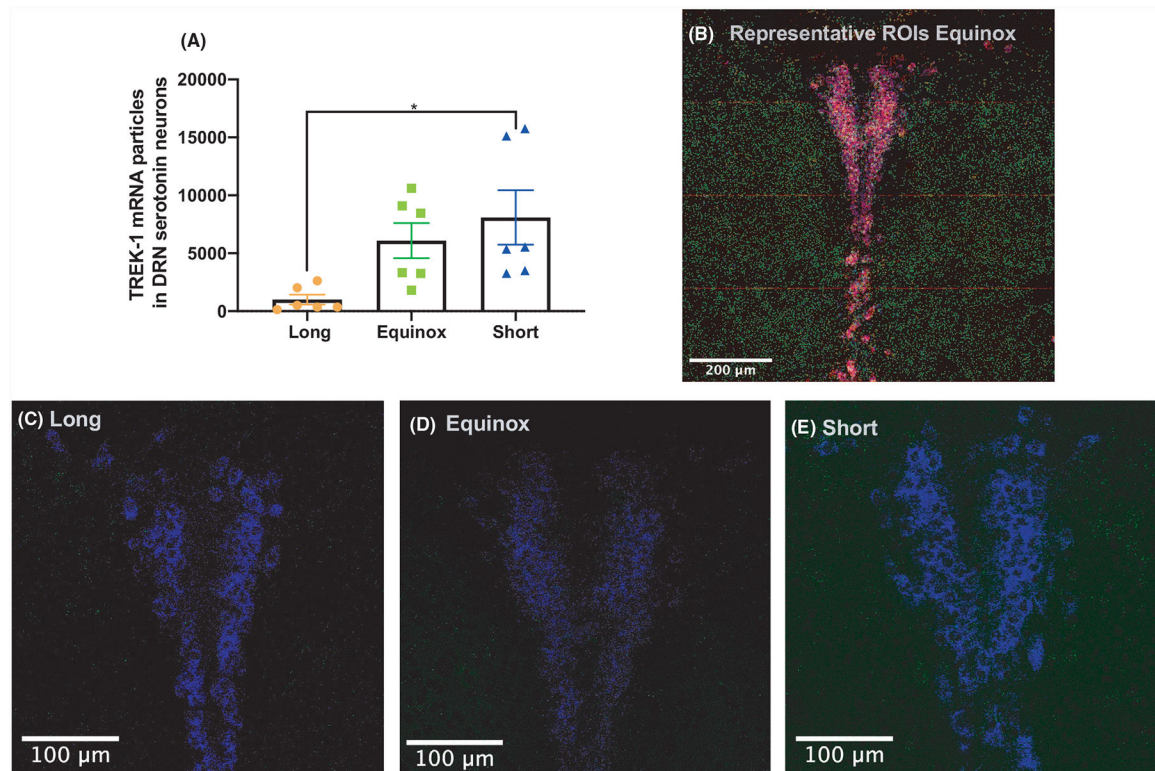 (A)
TREK-1 mRNA particles
in DRN serotonin neurons
20000
15000
10000
5000
0
*
Long
Equinox
Short
(B) Representative ROIs Equinox
200 µm
(C) Long
100 µm
(D) Equinox
100 µm
(E) Short
100 µm